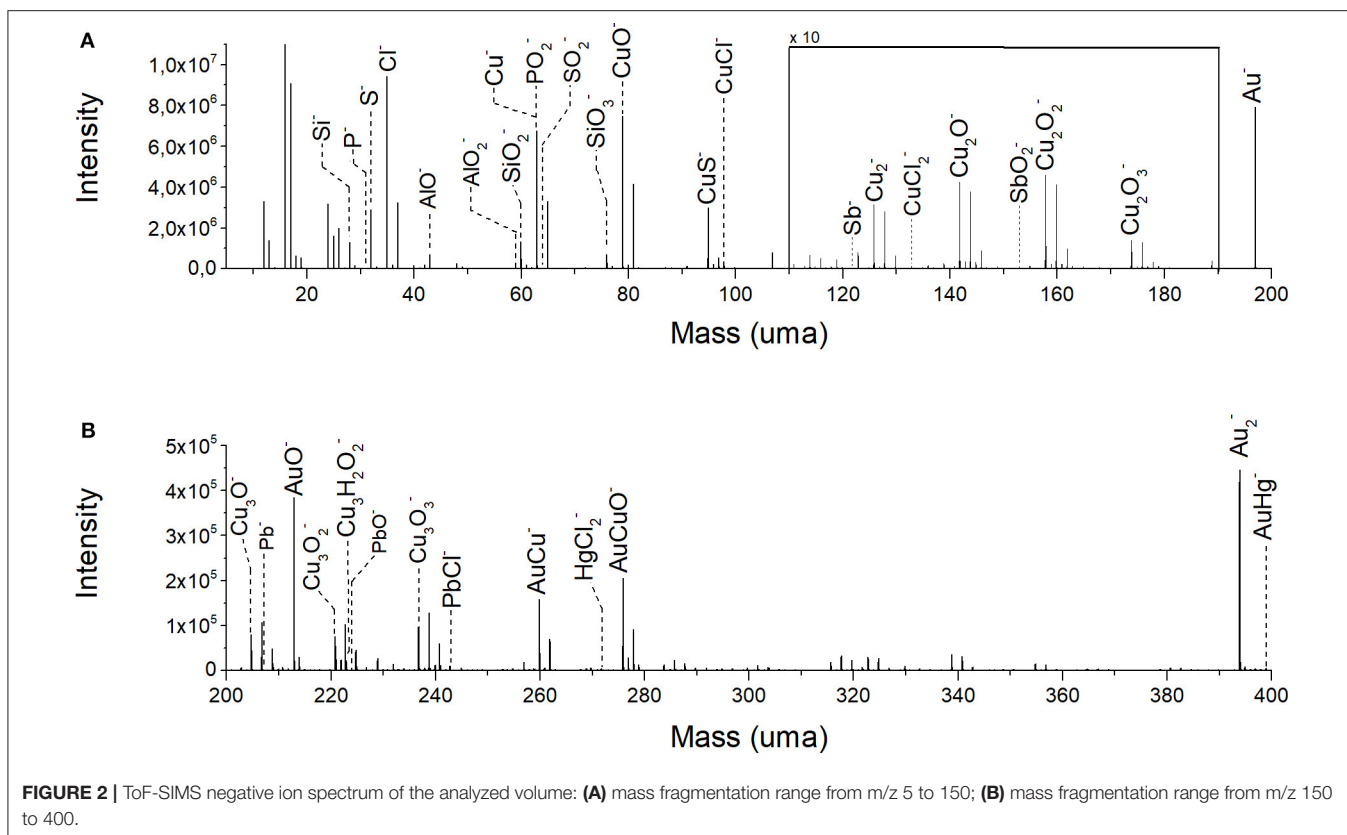 A
Intensity
1,0x10⁷
8,0x10⁶
6,0x10⁶
4,0x10⁶
2,0x10⁶
0,0
Si⁻
P⁻
S⁻
Cl⁻
AlO⁻
AlO₂⁻
SiO₂⁻
Cu⁻
PO₂⁻
SO₂⁻
SiO₃⁻
CuO⁻
CuS⁻
CuCl⁻
x 10
Sb⁻
Cu₂⁻
CuCl₂⁻
Cu₂O⁻
SbO₂⁻
Cu₂O₂⁻
Cu₂O₃⁻
Au⁻
20 40 60 80 100 120 140 160 180 200
Mass (uma)
B
Intensity
5x10⁵
4x10⁵
3x10⁵
2x10⁵
1x10⁵
0
Cu₃O⁻
Pb⁻
AuO⁻
Cu₃O₂⁻
Cu₃H₂O₂⁻
PbO⁻
Cu₃O₃⁻
PbCl⁻
AuCu⁻
HgCl₂⁻
AuCuO⁻
Au₂⁻
AuHg⁻
200 220 240 260 280 300 320 340 360 380 400
Mass (uma)
FIGURE 2 | ToF-SIMS negative ion spectrum of the analyzed volume: (A) mass fragmentation range from m/z 5 to 150; (B) mass fragmentation range from m/z 150
to 400.